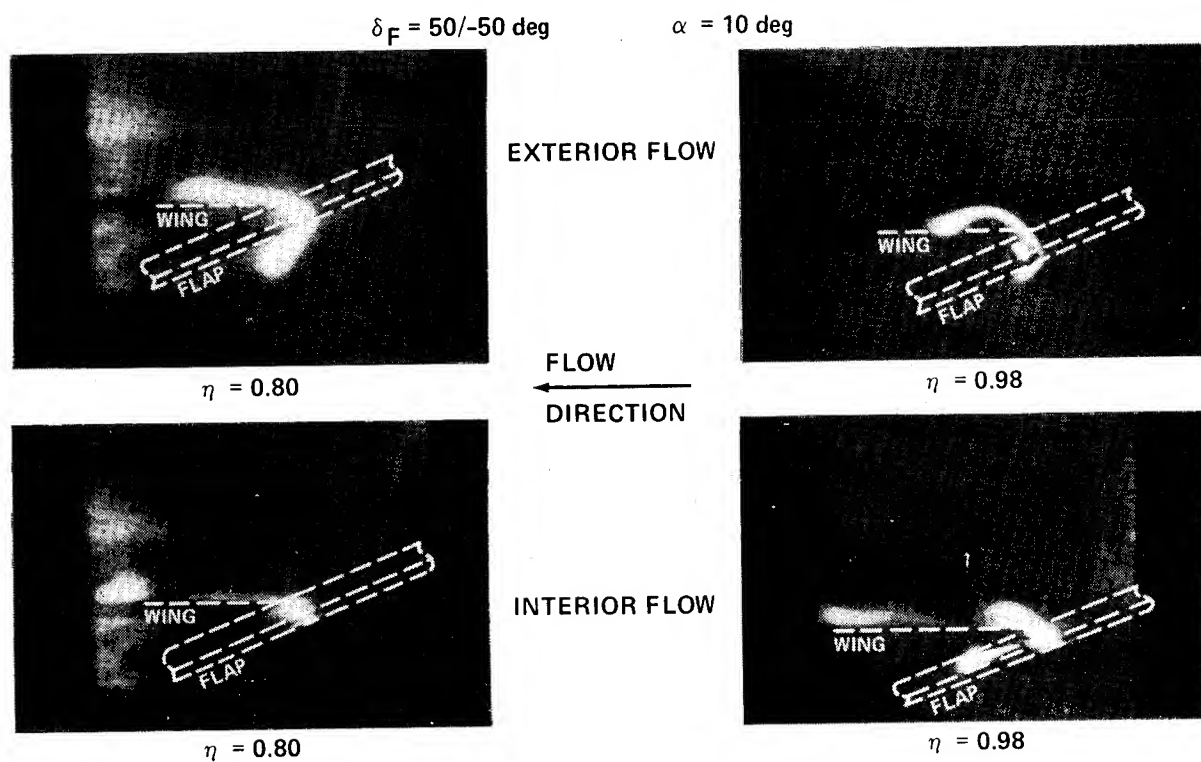 δF = 50/-50 deg α = 10 deg
EXTERIOR FLOW
WING
FLAP
WING
FLAP
η = 0.80
FLOW
DIRECTION
η = 0.98
INTERIOR FLOW
WING
FLAP
WING
FLAP
η = 0.80
η = 0.98